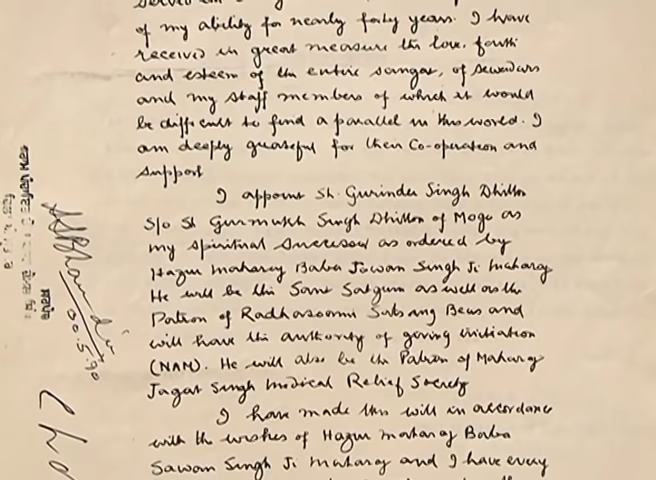 of my ability for nearly forty years. I have
received in great measure the love, faith
and esteem of the entire sangat, of sewadars
and my staff members of which it would
be difficult to find a parallel in this world. I
am deeply grateful for their Co-operation and
support
I appoint Sh. Gurinder Singh Dhillon
S/o Sh Gurmukh Singh Dhillon of Moga as
my spiritual Successor as ordered by
Hazur Maharaj Baba Sawan Singh Ji Maharaj
He will be the Sant Satguru as well as the
Patron of Radhasoami Satsang Beas and
will have the authority of giving initiation
(NAM). He will also be the Patron of Maharaj
Jagat Singh Medical Relief Society
I have made this will in accordance
with the wishes of Hazur Maharaj Baba
Sawan Singh Ji Maharaj and I have every
30.5.90